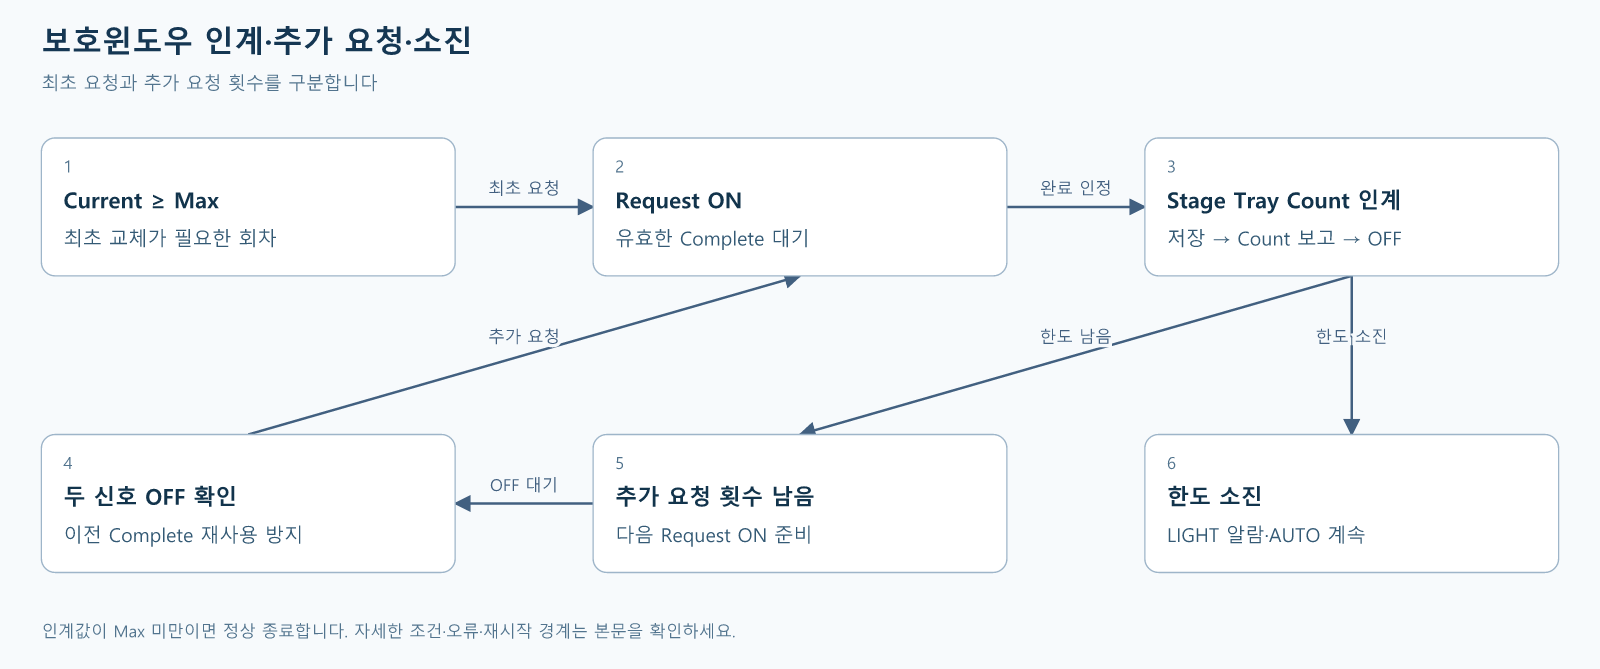 보호윈도우 인계·추가 요청·소진
최초 요청과 추가 요청 횟수를 구분합니다
1
Current ≥ Max
최초 교체가 필요한 회차
최초 요청
2
Request ON
유효한 Complete 대기
완료 인정
3
Stage Tray Count 인계
저장 → Count 보고 → OFF
추가 요청
한도 남음
한도 소진
4
두 신호 OFF 확인
이전 Complete 재사용 방지
OFF 대기
5
추가 요청 횟수 남음
다음 Request ON 준비
6
한도 소진
LIGHT 알람·AUTO 계속
인계값이 Max 미만이면 정상 종료합니다. 자세한 조건·오류·재시작 경계는 본문을 확인하세요.